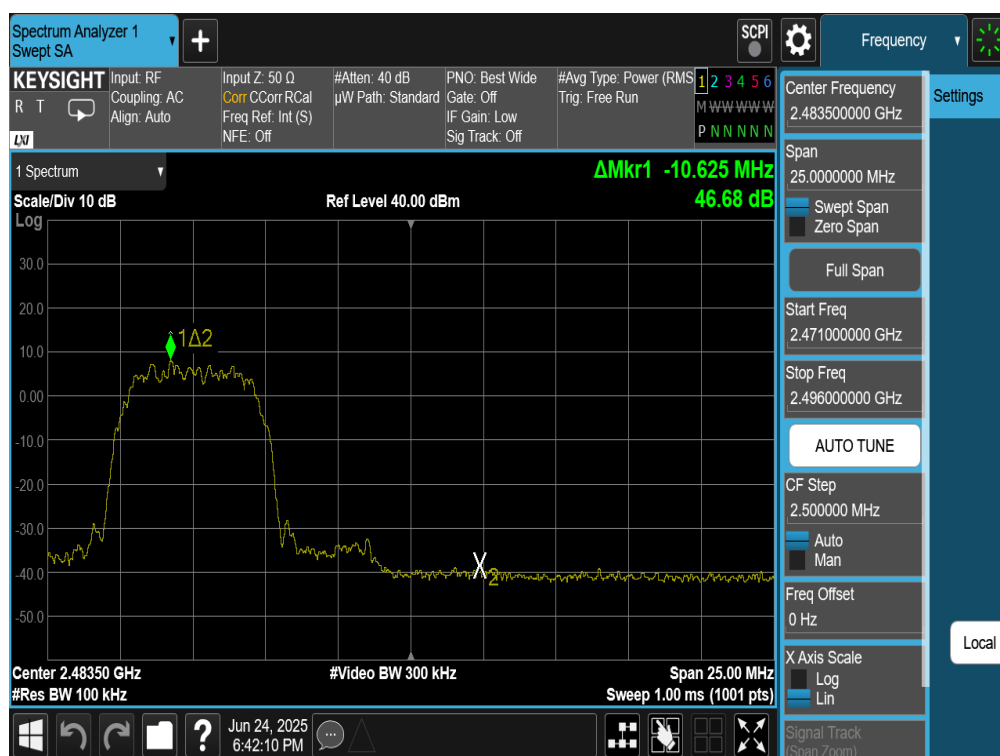 Spectrum Analyzer 1
Swept SA
+
SCPI
Frequency
KEYSIGHT
R T
LXI
Input: RF
Coupling: AC
Align: Auto
Input Z: 50 Ω
Corr CCorr RCal
Freq Ref: Int (S)
NFE: Off
#Atten: 40 dB
µW Path: Standard
PNO: Best Wide
Gate: Off
IF Gain: Low
Sig Track: Off
#Avg Type: Power (RMS
Trig: Free Run
1 2 3 4 5 6
M W W W W W
P N N N N N
1 Spectrum
ΔMkr1 -10.625 MHz
Scale/Div 10 dB
Ref Level 40.00 dBm
46.68 dB
Log
30.0
20.0
10.0
0.00
-10.0
-20.0
-30.0
-40.0
-50.0
1Δ2
X
2
Center 2.48350 GHz
#Video BW 300 kHz
Span 25.00 MHz
#Res BW 100 kHz
Sweep 1.00 ms (1001 pts)
Center Frequency
2.483500000 GHz
Span
25.0000000 MHz
Swept Span
Zero Span
Full Span
Start Freq
2.471000000 GHz
Stop Freq
2.496000000 GHz
AUTO TUNE
CF Step
2.500000 MHz
Auto
Man
Freq Offset
0 Hz
X Axis Scale
Log
Lin
Signal Track
(Span Zoom)
Settings
Local
?
Jun 24, 2025
6:42:10 PM